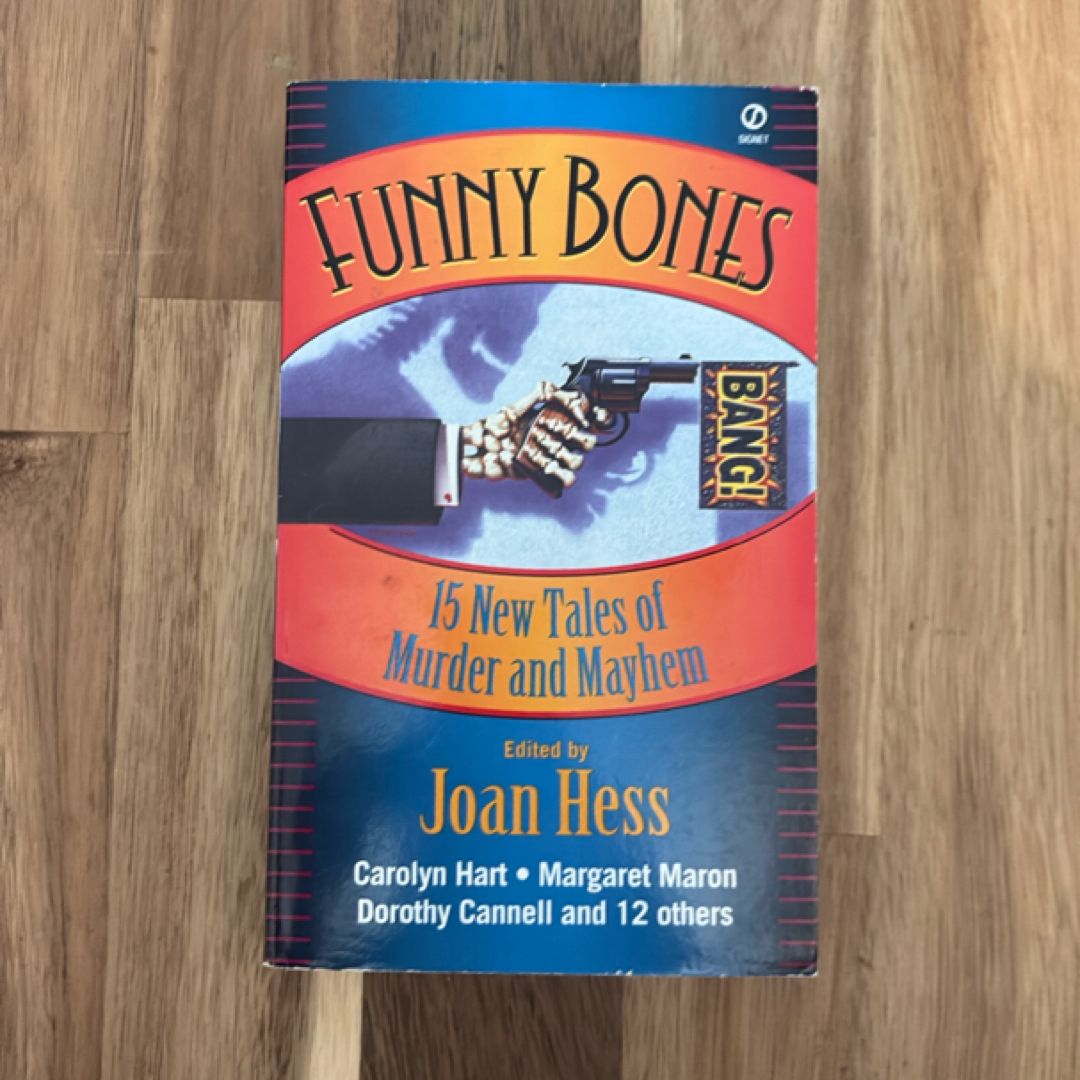 SIGNET
FUNNY BONES
BANG!
15 New Tales of
Murder and Mayhem
Edited by
Joan Hess
Carolyn Hart • Margaret Maron
Dorothy Cannell and 12 others